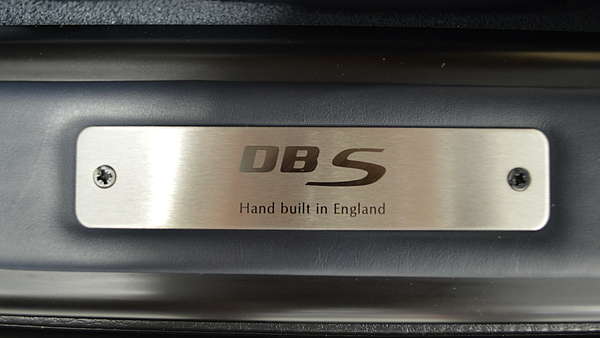 DBS
Hand built in England